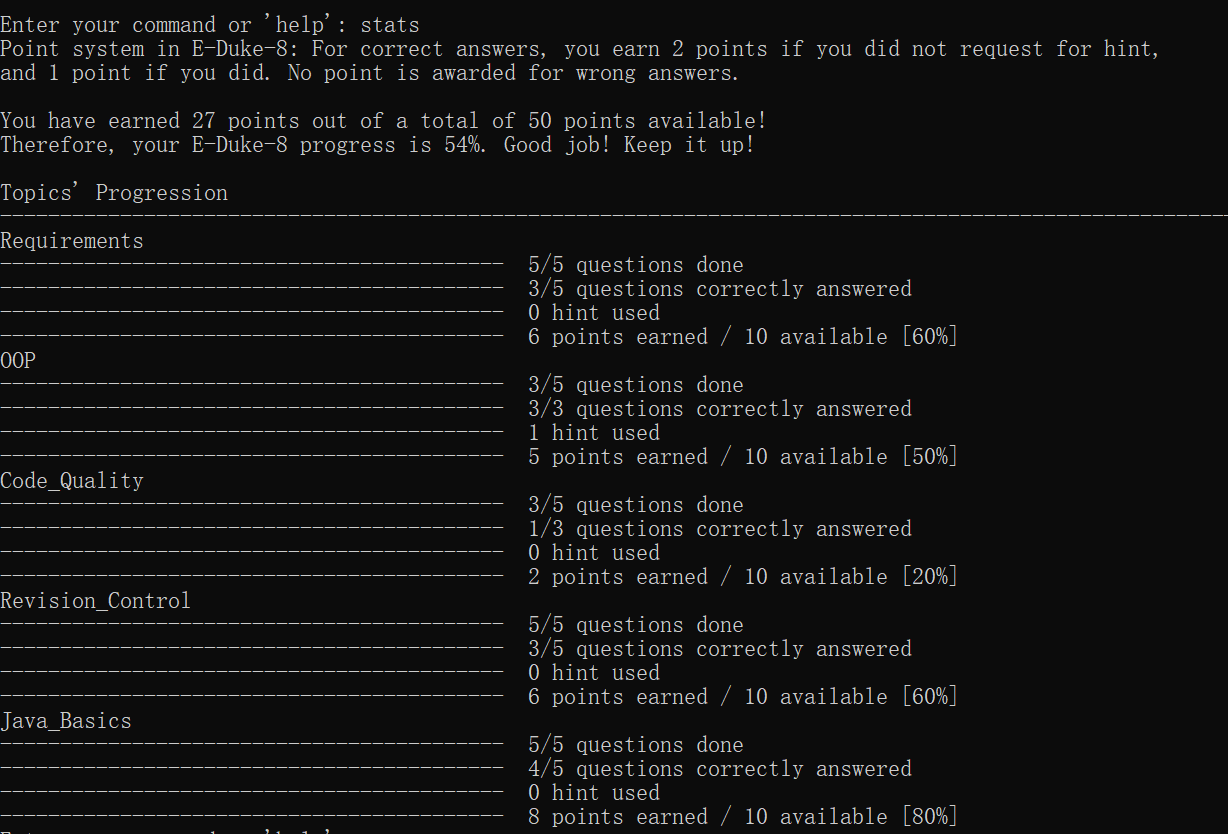 Enter your command or 'help': stats
Point system in E-Duke-8: For correct answers, you earn 2 points if you did not request for hint,
and 1 point if you did. No point is awarded for wrong answers.
You have earned 27 points out of a total of 50 points available!
Therefore, your E-Duke-8 progress is 54%. Good job! Keep it up!
Topics' Progression
Requirements
5/5 questions done
3/5 questions correctly answered
0 hint used
6 points earned / 10 available [60%]
OOP
3/5 questions done
3/3 questions correctly answered
1 hint used
5 points earned / 10 available [50%]
Code_Quality
3/5 questions done
1/3 questions correctly answered
0 hint used
2 points earned / 10 available [20%]
Revision_Control
5/5 questions done
3/5 questions correctly answered
0 hint used
6 points earned / 10 available [60%]
Java_Basics
5/5 questions done
4/5 questions correctly answered
0 hint used
8 points earned / 10 available [80%]